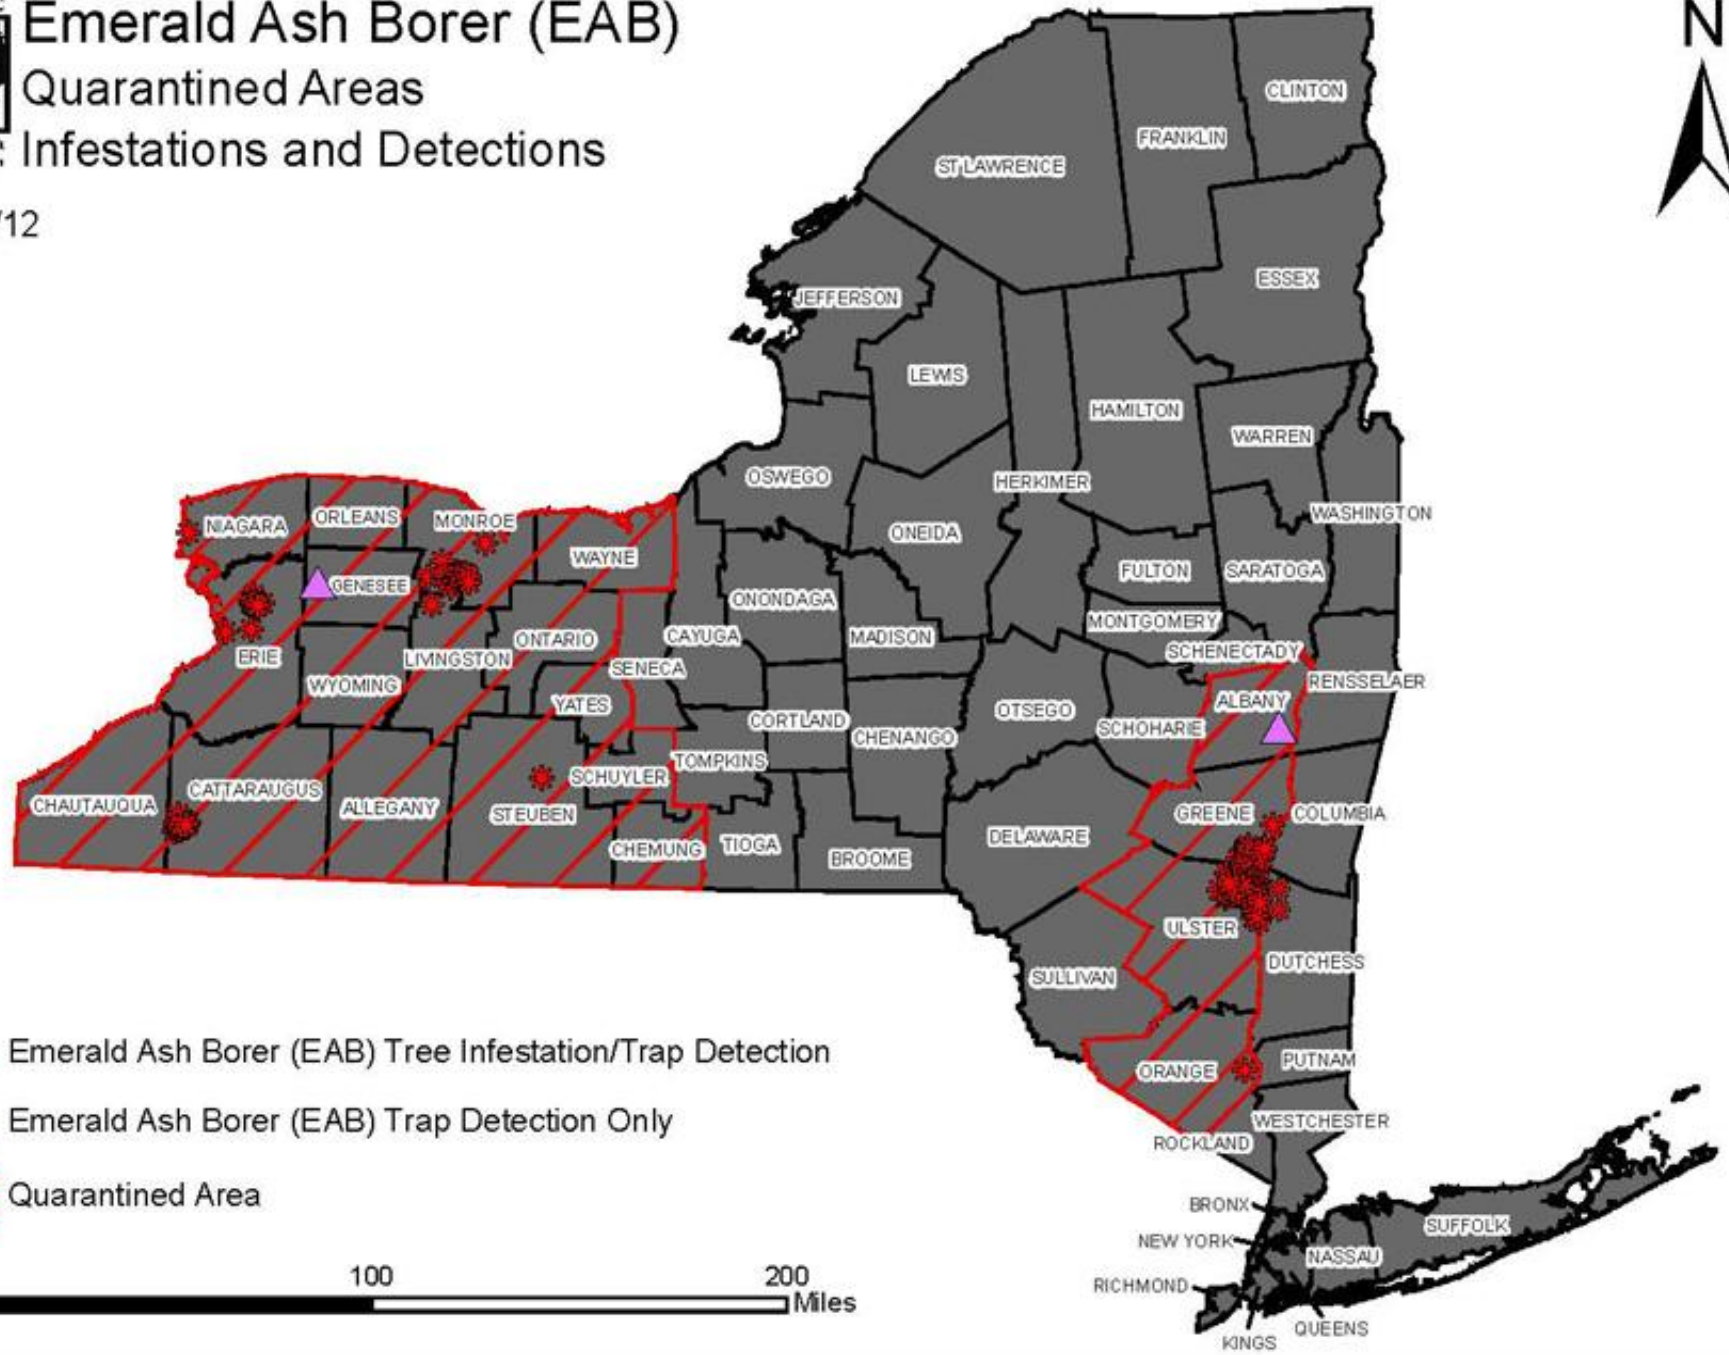 Emerald Ash Borer (EAB)
Quarantined Areas
Infestations and Detections
/12
N
CLINTON
FRANKLIN
ST LAWRENCE
ESSEX
JEFFERSON
LEWIS
HAMILTON
WARREN
OSWEGO
HERKIMER
WASHINGTON
NIAGARA
ORLEANS
MONROE
ONEIDA
WAYNE
GENESEE
FULTON
SARATOGA
ONONDAGA
MONTGOMERY
CAYUGA
MADISON
ONTARIO
SCHENECTADY
ERIE
LIVINGSTON
SENECA
WYOMING
RENSSELAER
YATES
ALBANY
OTSEGO
CORTLAND
SCHOHARIE
CHENANGO
TOMPKINS
SCHUYLER
CATTARAUGUS
CHAUTAUQUA
ALLEGANY
STEUBEN
GREENE
COLUMBIA
DELAWARE
TIOGA
CHEMUNG
BROOME
ULSTER
DUTCHESS
SULLIVAN
Emerald Ash Borer (EAB) Tree Infestation/Trap Detection
PUTNAM
ORANGE
Emerald Ash Borer (EAB) Trap Detection Only
WESTCHESTER
ROCKLAND
Quarantined Area
BRONX
SUFFOLK
NEW YORK
NASSAU
100
200
RICHMOND
Miles
QUEENS
KINGS